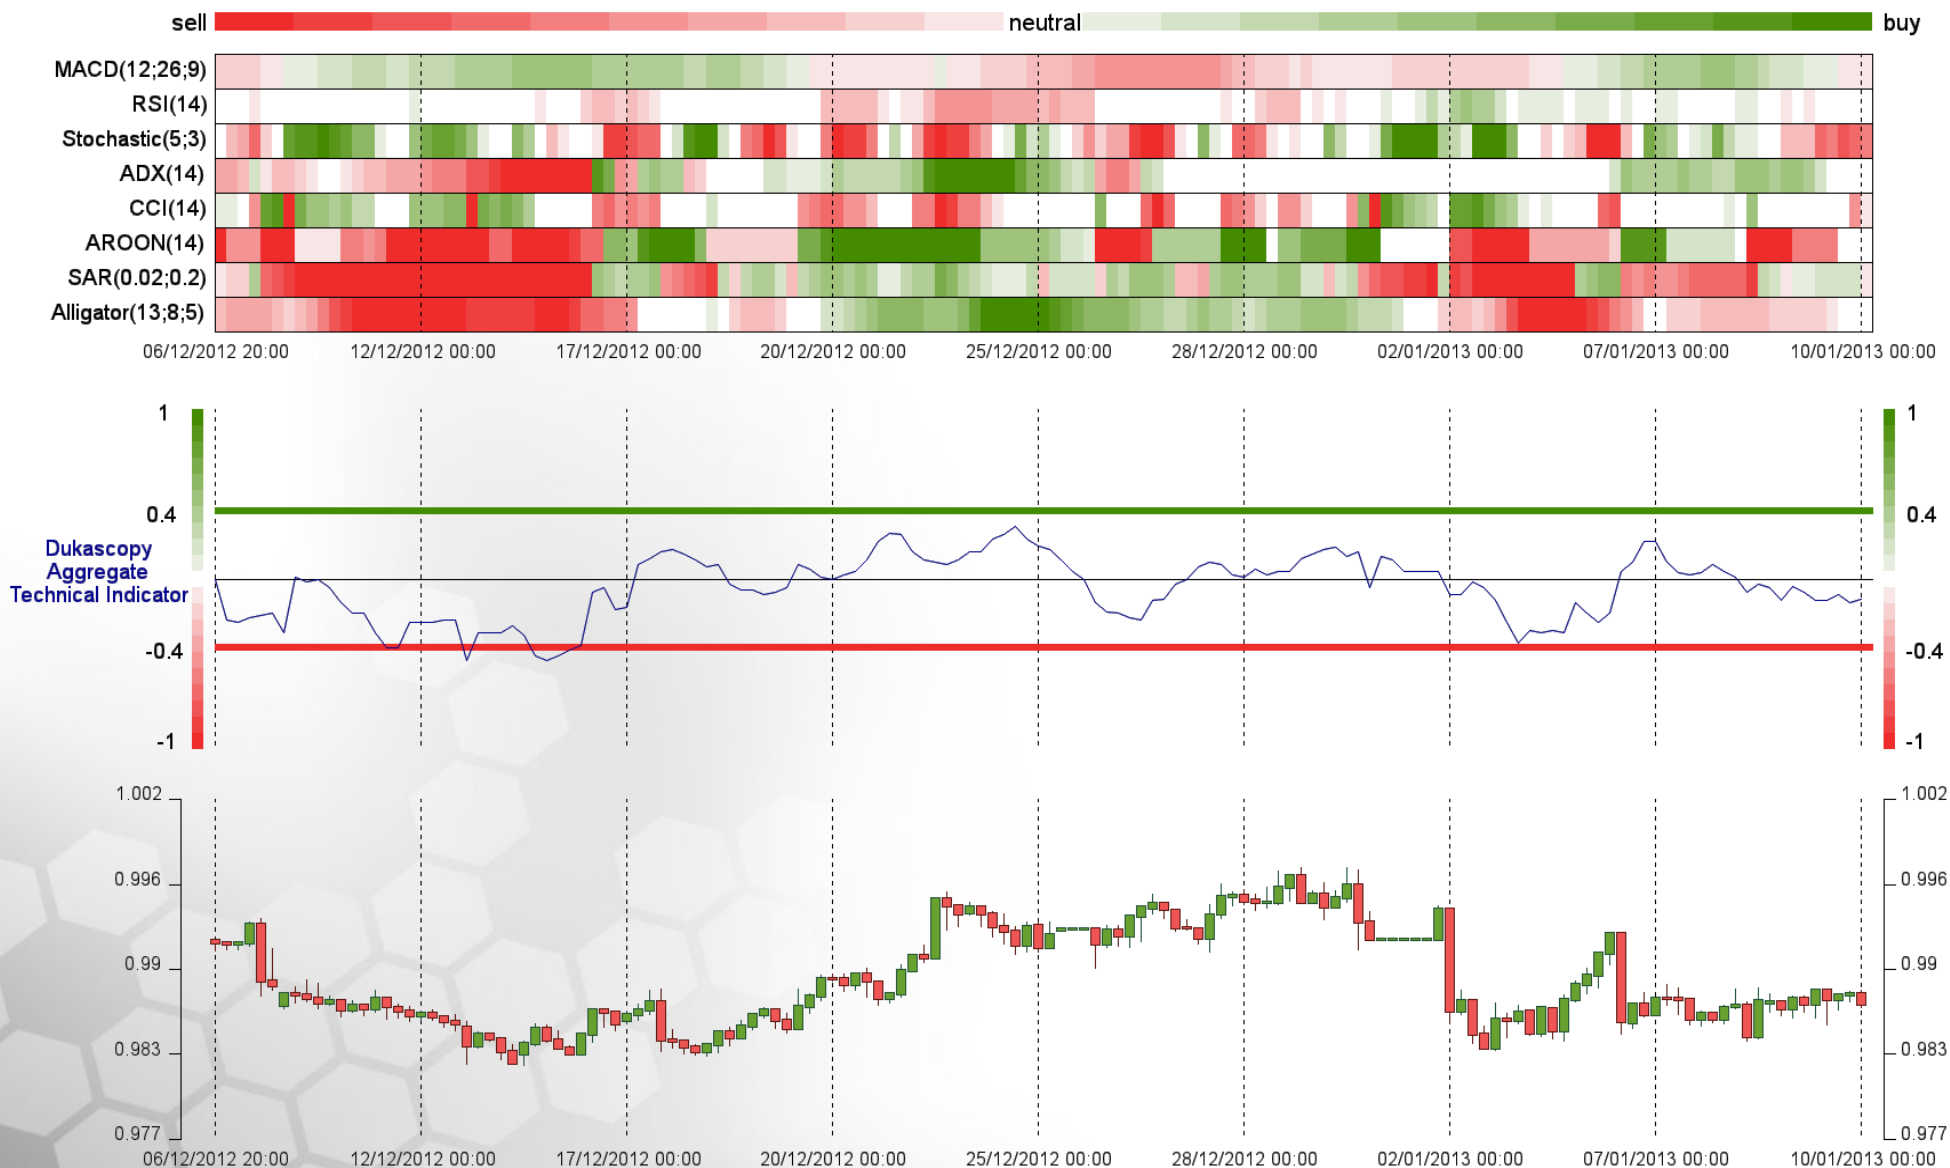 sell neutral buy
MACD(12;26;9)
RSI(14)
Stochastic(5;3)
ADX(14)
CCI(14)
AROON(14)
SAR(0.02;0.2)
Alligator(13;8;5)
06/12/2012 20:00 12/12/2012 00:00 17/12/2012 00:00 20/12/2012 00:00 25/12/2012 00:00 28/12/2012 00:00 02/01/2013 00:00 07/01/2013 00:00 10/01/2013 00:00
1 1
0.4 0.4
Dukascopy
Aggregate
Technical Indicator
-0.4 -0.4
-1 -1
1.002 1.002
0.996 0.996
0.99 0.99
0.983 0.983
0.977 0.977
06/12/2012 20:00 12/12/2012 00:00 17/12/2012 00:00 20/12/2012 00:00 25/12/2012 00:00 28/12/2012 00:00 02/01/2013 00:00 07/01/2013 00:00 10/01/2013 00:00